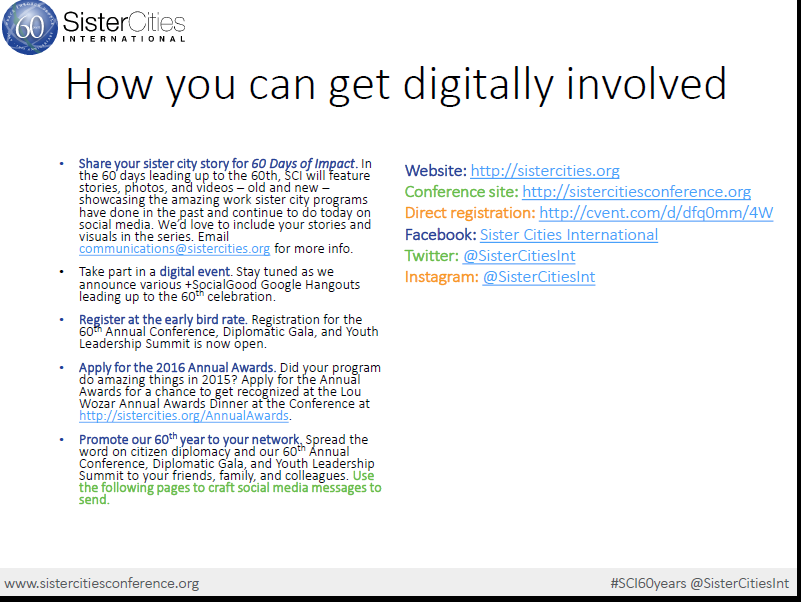 60
SisterCities
INTERNATIONAL
How you can get digitally involved
• Share your sister city story for 60 Days of Impact. In
the 60 days leading up to the 60th, SCI will feature
stories, photos, and videos – old and new –
showcasing the amazing work sister city programs
have done in the past and continue to do today on
social media. We'd love to include your stories and
visuals in the series. Email
communications@sistercities.org for more info.
• Take part in a digital event. Stay tuned as we
announce various +SocialGood Google Hangouts
leading up to the 60th celebration.
• Register at the early bird rate. Registration for the
60th Annual Conference, Diplomatic Gala, and Youth
Leadership Summit is now open.
• Apply for the 2016 Annual Awards. Did your program
do amazing things in 2015? Apply for the Annual
Awards for a chance to get recognized at the Lou
Wozar Annual Awards Dinner at the Conference at
http://sistercities.org/AnnualAwards.
• Promote our 60th year to your network. Spread the
word on citizen diplomacy and our 60th Annual
Conference, Diplomatic Gala, and Youth Leadership
Summit to your friends, family, and colleagues. Use
the following pages to craft social media messages to
send.
Website: http://sistercities.org
Conference site: http://sistercitiesconference.org
Direct registration: http://cvent.com/d/dfq0mm/4W
Facebook: Sister Cities International
Twitter: @SisterCitiesInt
Instagram: @SisterCitiesInt
www.sistercitiesconference.org
#SCI60years @SisterCitiesInt